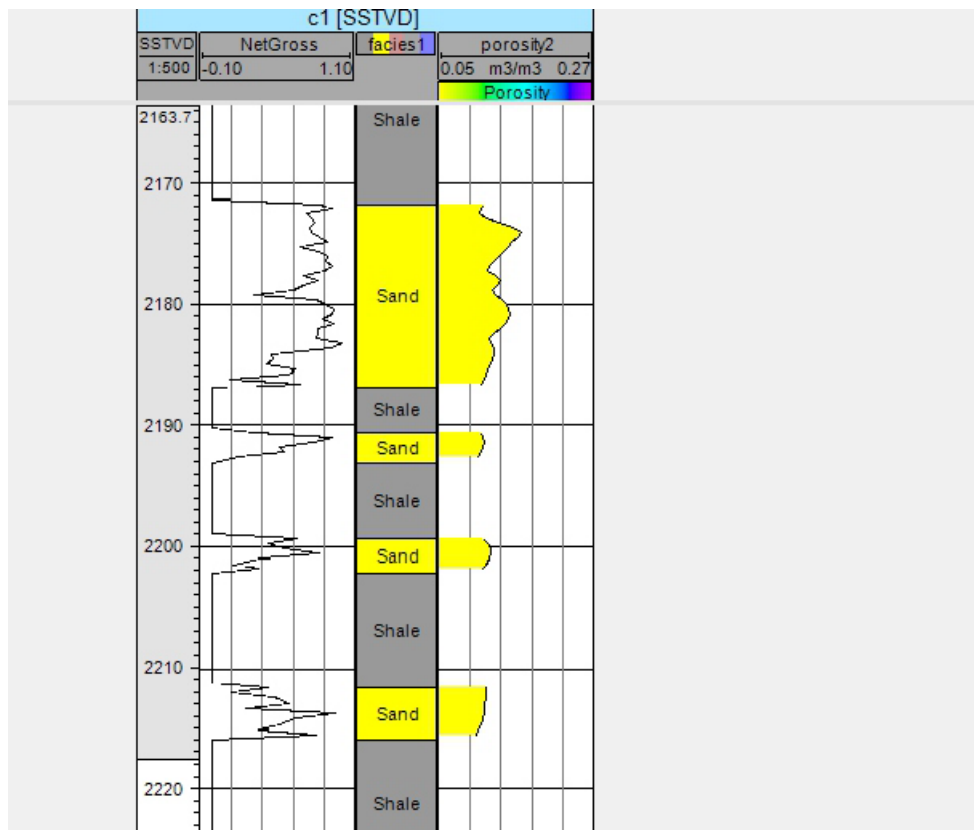 c1 [SSTVD]
SSTVD NetGross facies1 porosity2
1:500 -0.10 1.10 0.05 m3/m3 0.27
Porosity
2163.7 Shale
2170
Sand
2180
Shale
2190
Sand
Shale
2200
Sand
Shale
2210
Sand
2220
Shale